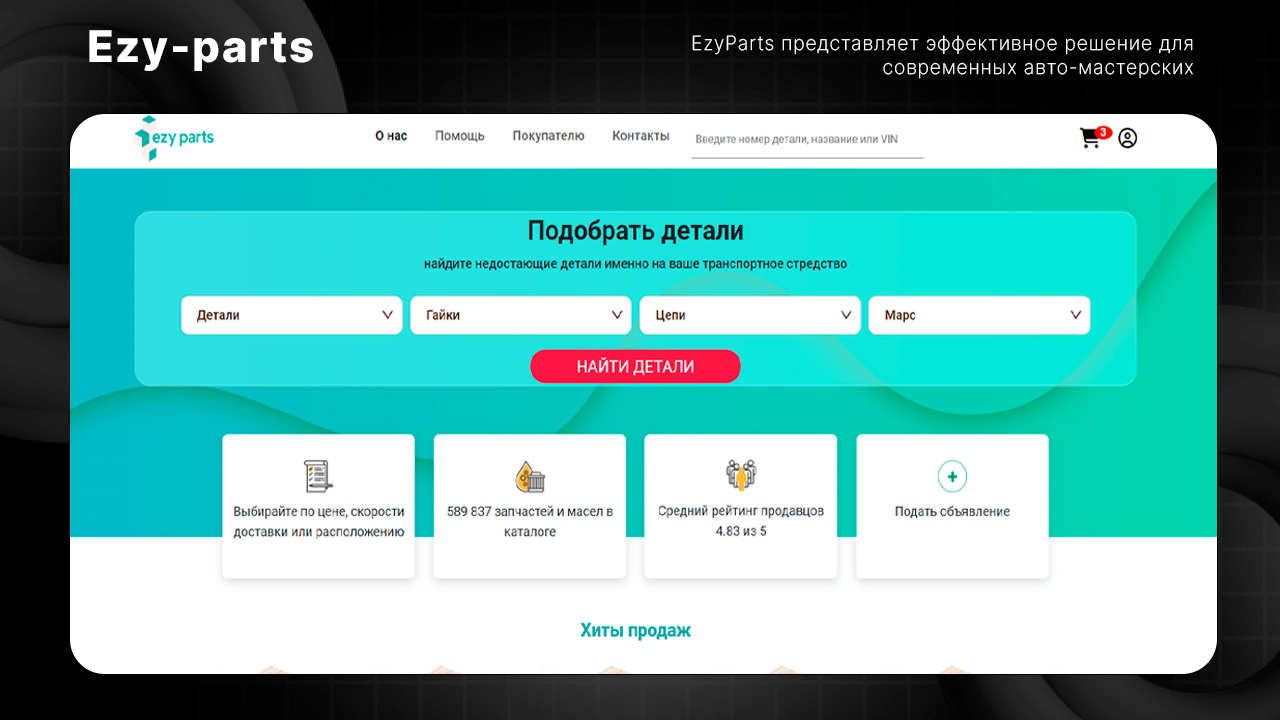 Ezy-parts
EzyParts представляет эффективное решение для
современных авто-мастерских
ezy parts
О нас
Помощь
Покупателю
Контакты
Введите номер детали, название или VIN
3
Подобрать детали
найдите недостающие детали именно на ваше транспортное стредство
Детали
Гайки
Цепи
Марс
НАЙТИ ДЕТАЛИ
Выбирайте по цене, скорости
доставки или расположению
589 837 запчастей и масел в
каталоге
Средний рейтинг продавцов
4.83 из 5
Подать объявление
Хиты продаж